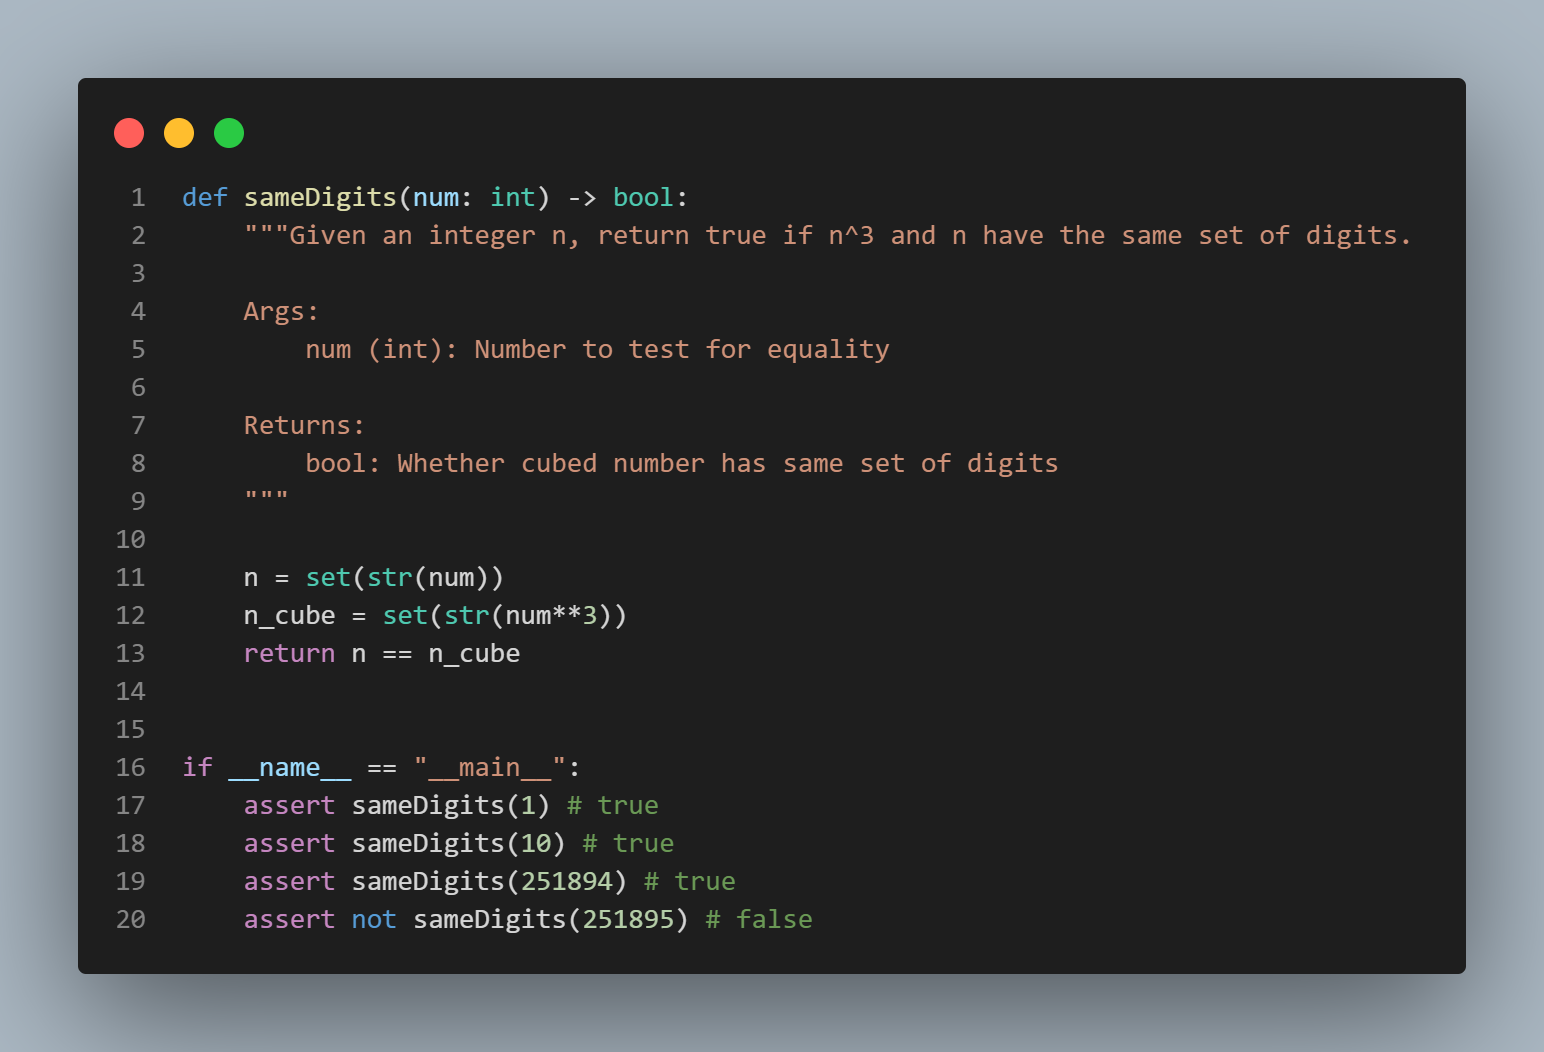 1 def sameDigits(num: int) -> bool:
2     """Given an integer n, return true if n^3 and n have the same set of digits.
3
4     Args:
5         num (int): Number to test for equality
6
7     Returns:
8         bool: Whether cubed number has same set of digits
9     """
10
11     n = set(str(num))
12     n_cube = set(str(num**3))
13     return n == n_cube
14
15
16 if __name__ == "__main__":
17     assert sameDigits(1) # true
18     assert sameDigits(10) # true
19     assert sameDigits(251894) # true
20     assert not sameDigits(251895) # false